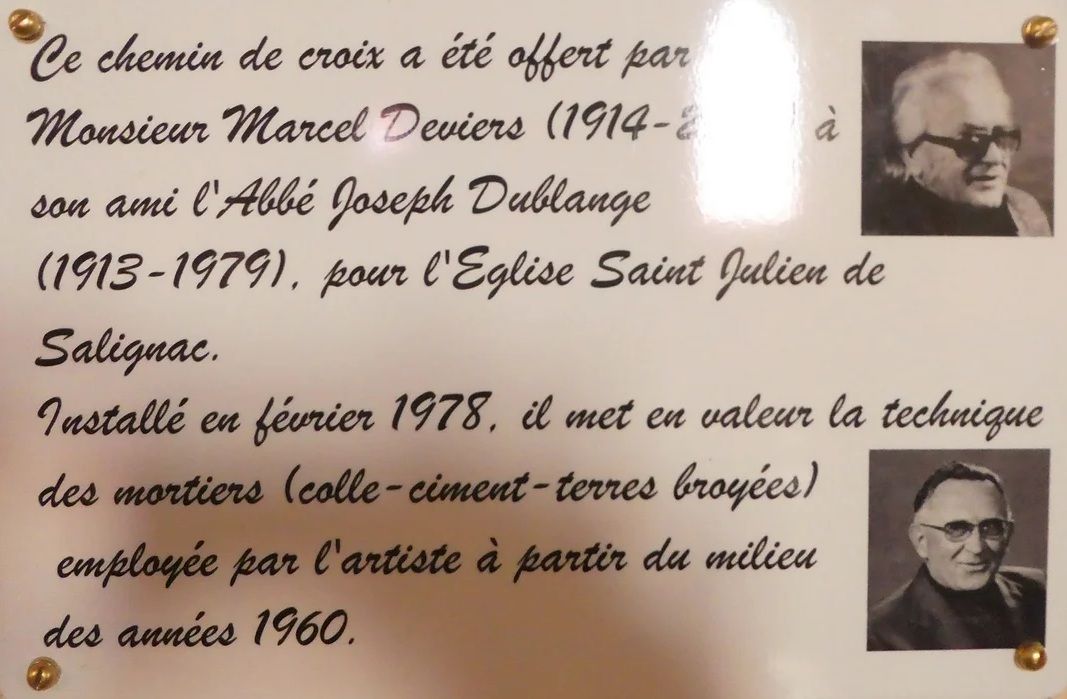 Ce chemin de croix a été offert par
Monsieur Marcel Deviers (1914- à
son ami l'Abbé Joseph Dublange
(1913-1979), pour l'Eglise Saint Julien de
Salignac.
Installé en février 1978, il met en valeur la technique
des mortiers (colle-ciment-terres broyées)
employée par l'artiste à partir du milieu
des années 1960.